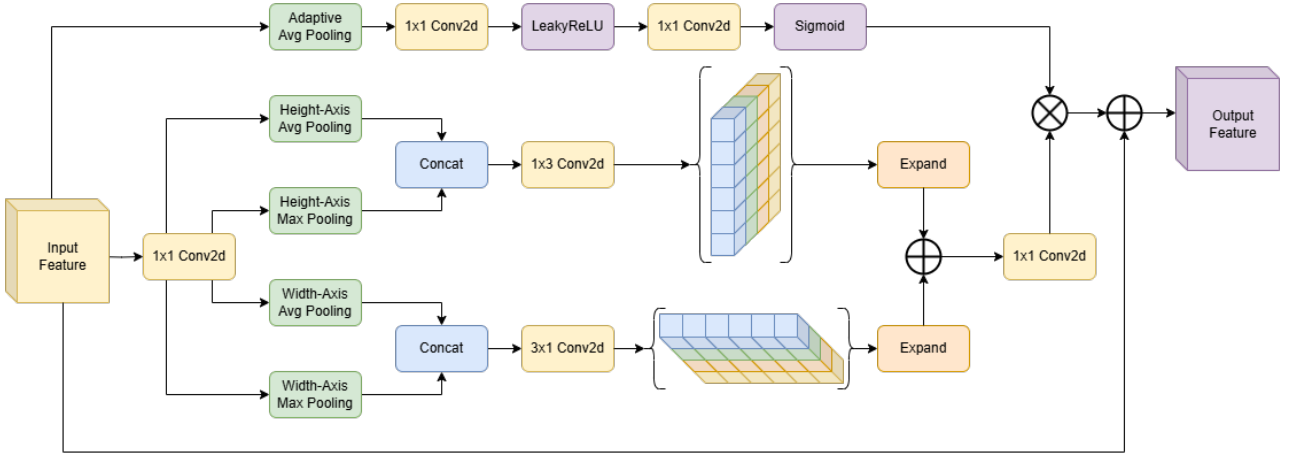 Adaptive
Avg Pooling
1x1 Conv2d
LeakyReLU
1x1 Conv2d
Sigmoid
Height-Axis
Avg Pooling
Concat
1x3 Conv2d
Expand
Height-Axis
Max Pooling
Input
Feature
1x1 Conv2d
Width-Axis
Avg Pooling
Concat
3x1 Conv2d
Expand
Width-Axis
Max Pooling
1x1 Conv2d
Output
Feature